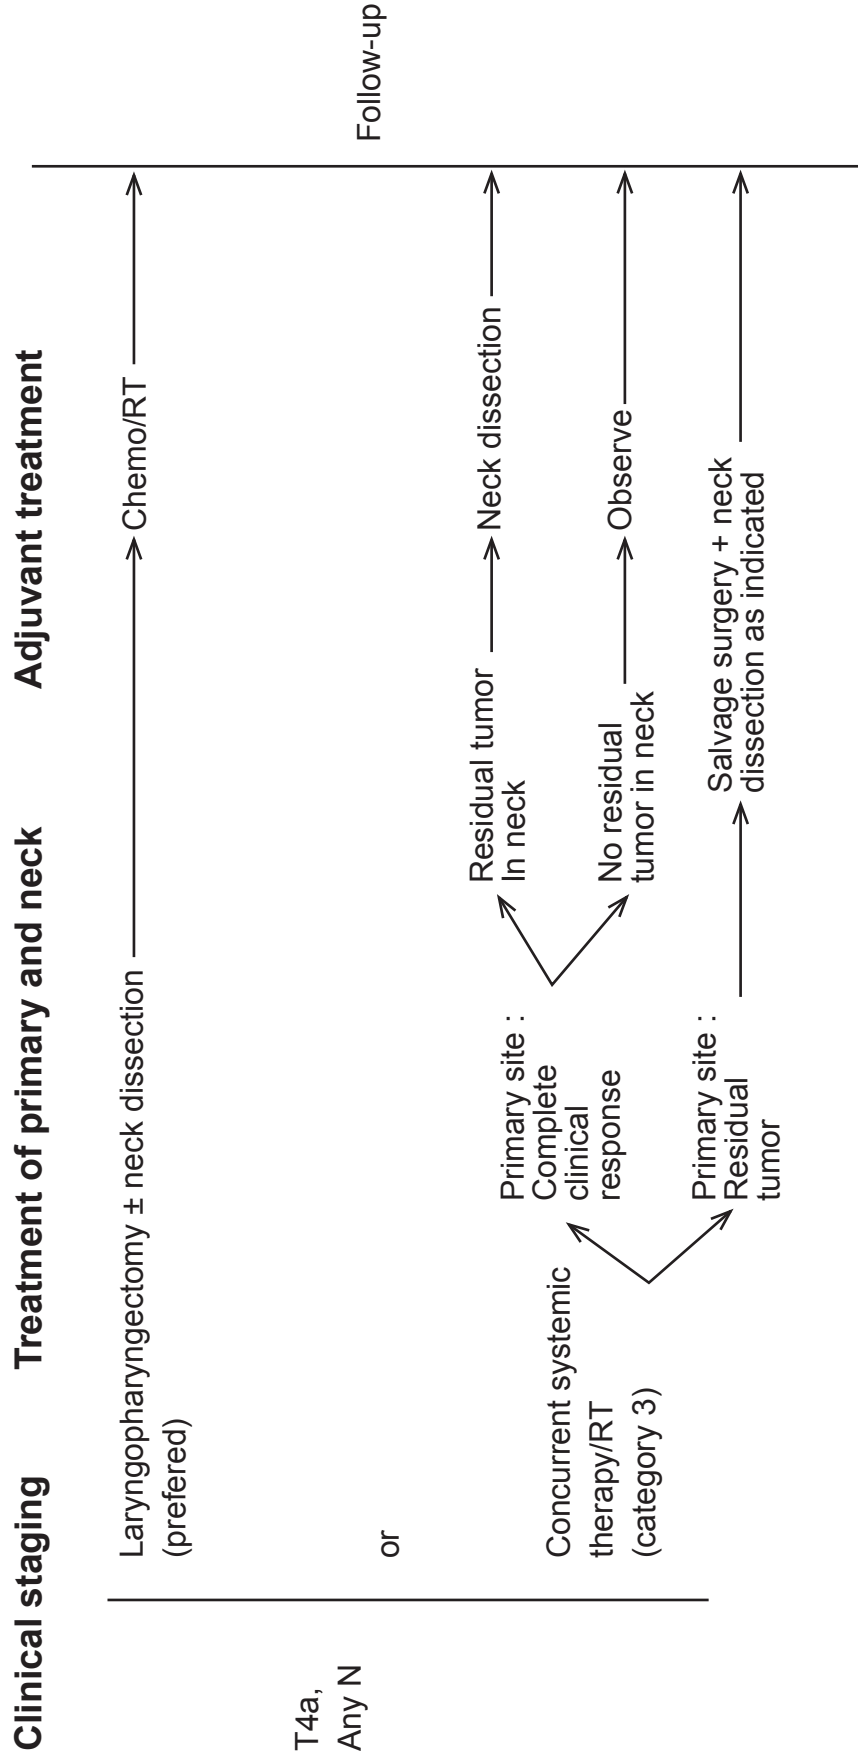 Clinical staging
Treatment of primary and neck
Adjuvant treatment
T4a,
Any N
Laryngopharyngectomy ± neck dissection
(prefered)
Chemo/RT
or
Concurrent systemic
therapy/RT
(category 3)
Primary site :
Complete
clinical
response
Residual tumor
In neck
Neck dissection
No residual
tumor in neck
Observe
Primary site :
Residual
tumor
Salvage surgery + neck
dissection as indicated
Follow-up